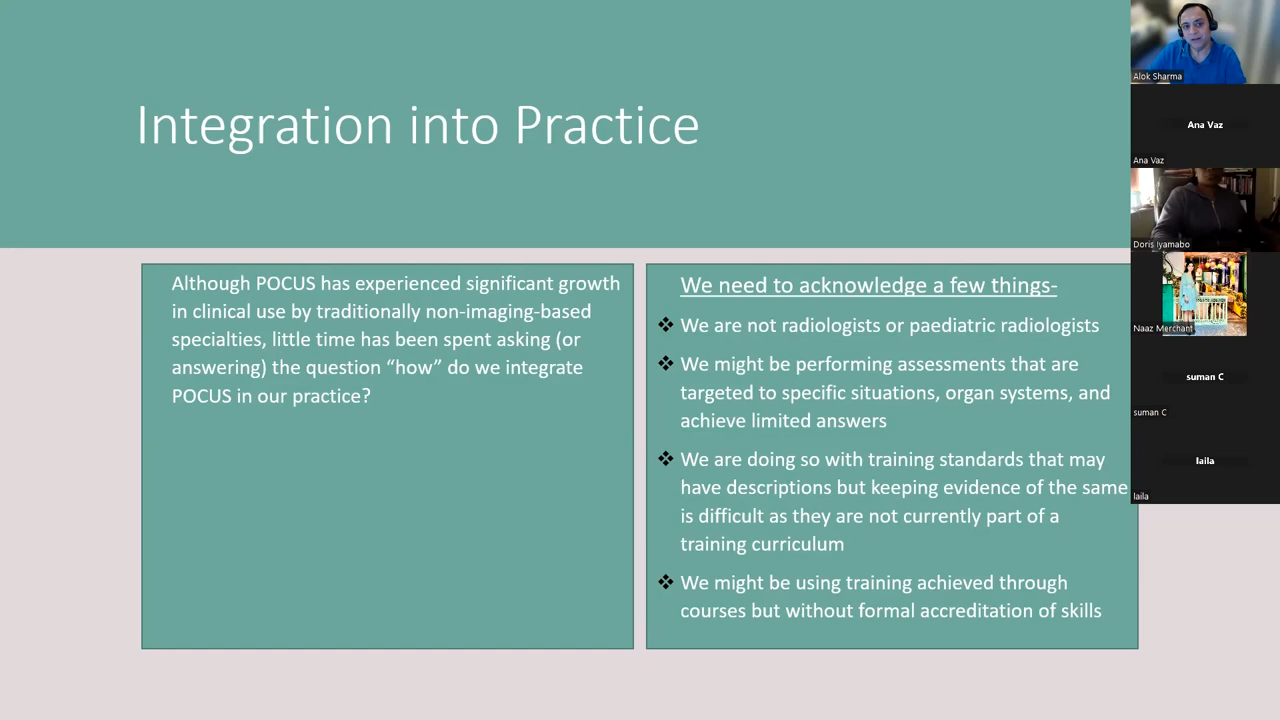 Integration into Practice
Although POCUS has experienced significant growth
in clinical use by traditionally non-imaging-based
specialties, little time has been spent asking (or
answering) the question “how” do we integrate
POCUS in our practice?
We need to acknowledge a few things-
❖ We are not radiologists or paediatric radiologists
❖ We might be performing assessments that are
targeted to specific situations, organ systems, and
achieve limited answers
❖ We are doing so with training standards that may
have descriptions but keeping evidence of the same
is difficult as they are not currently part of a
training curriculum
❖ We might be using training achieved through
courses but without formal accreditation of skills
Alok Sharma
Ana Vaz
Ana Vaz
Doris Iyamabo
Naaz Merchant
suman C
suman C
laila
laila